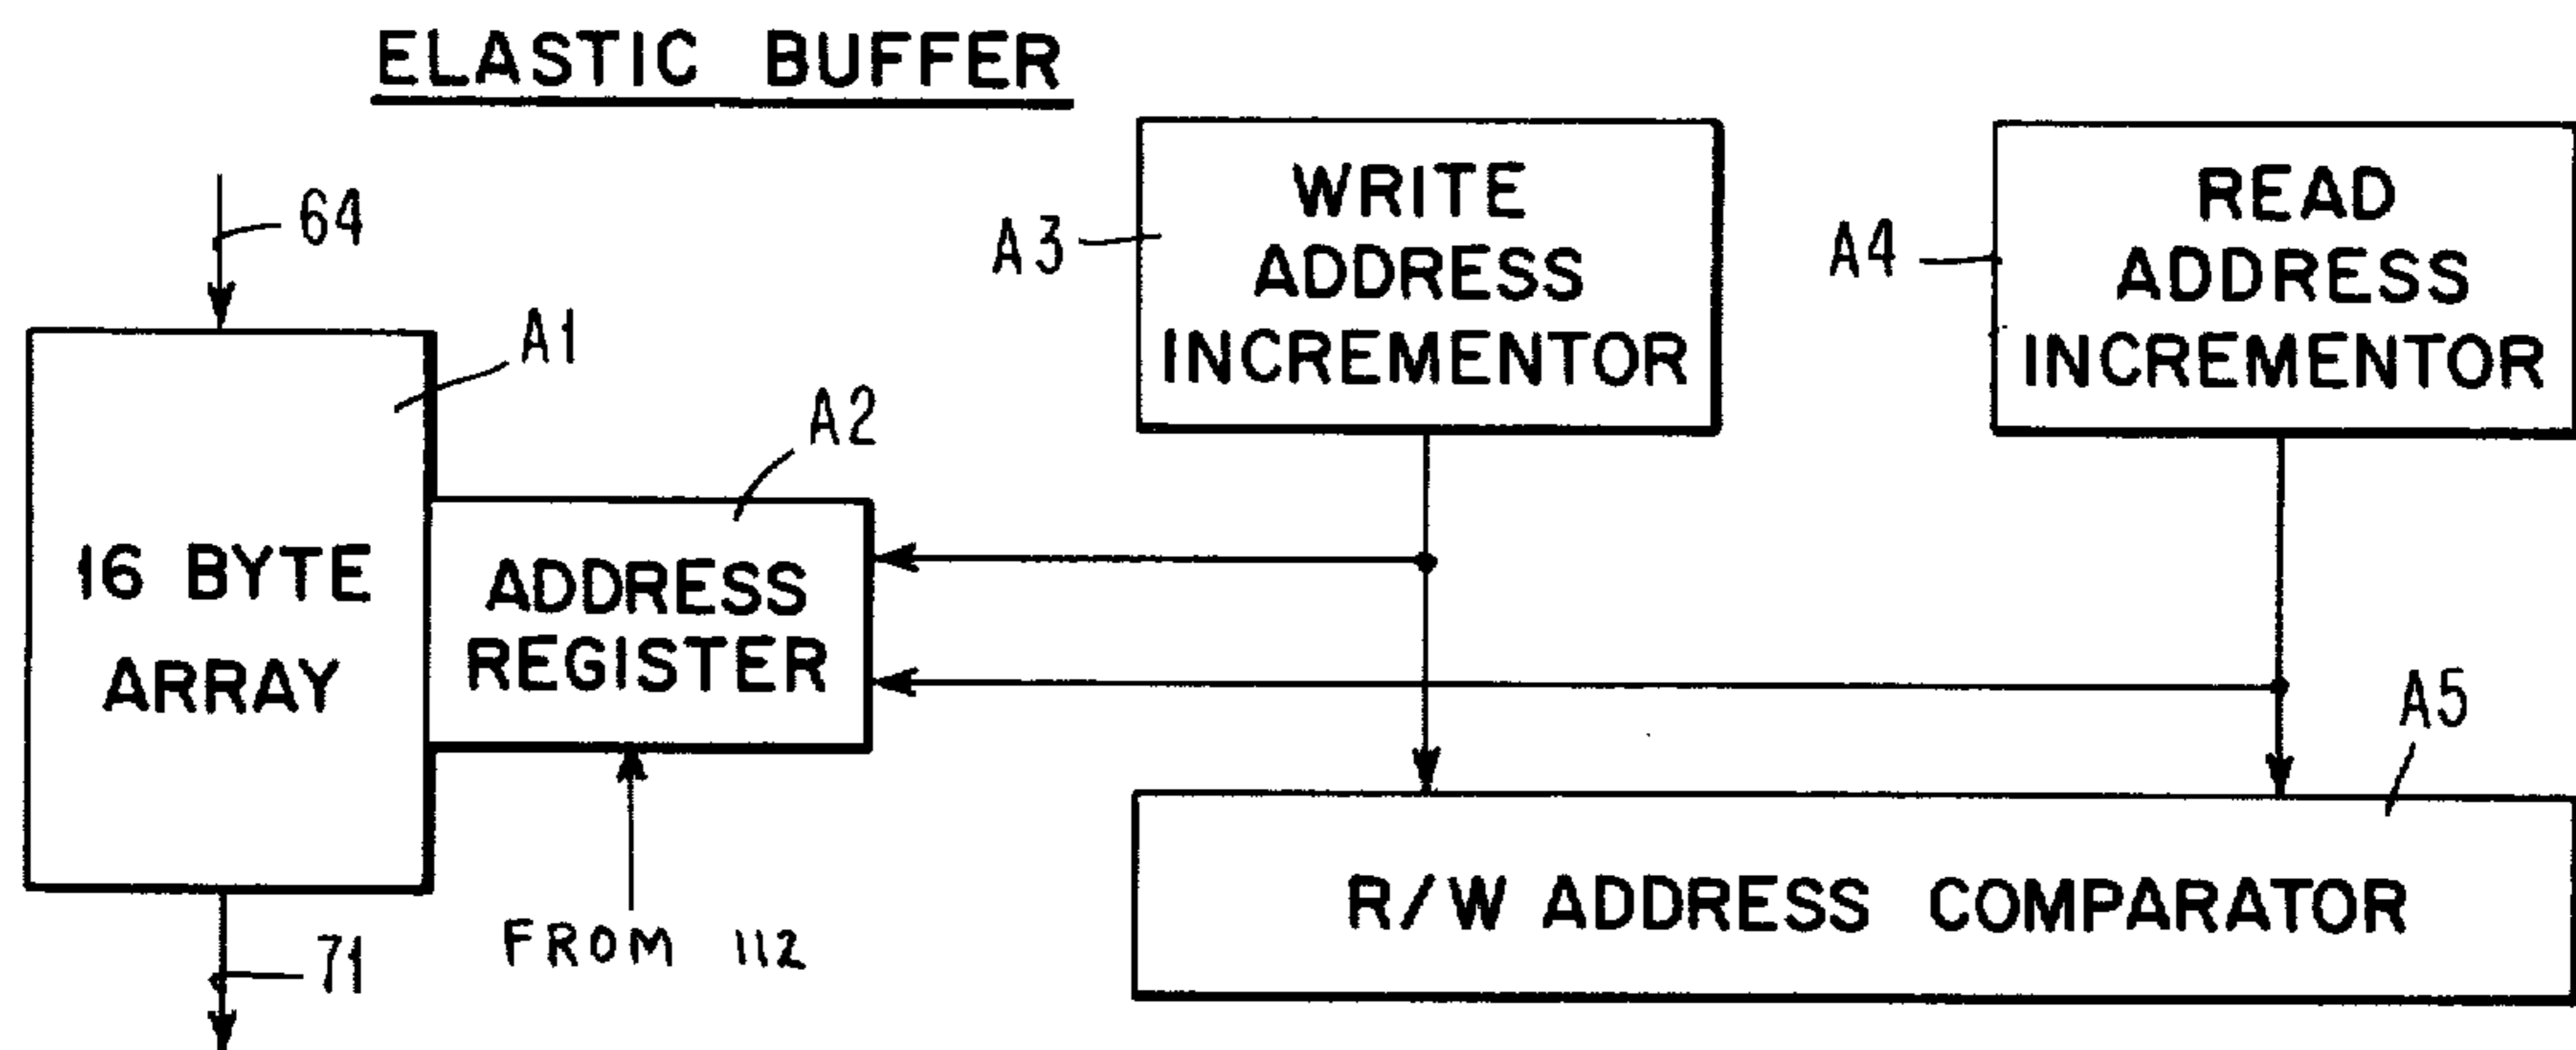 ELASTIC BUFFER
64
A1
16 BYTE
ARRAY
71
A2
ADDRESS
REGISTER
FROM 112
A3
WRITE
ADDRESS
INCREMENTOR
A4
READ
ADDRESS
INCREMENTOR
A5
R/W ADDRESS COMPARATOR